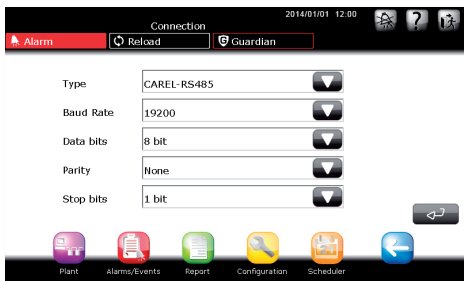 2014/01/01 12:00
Connection
Alarm Reload Guardian
Type CAREL-RS485
Baud Rate 19200
Data bits 8 bit
Parity None
Stop bits 1 bit
Plant Alarms/Events Report Configuration Scheduler